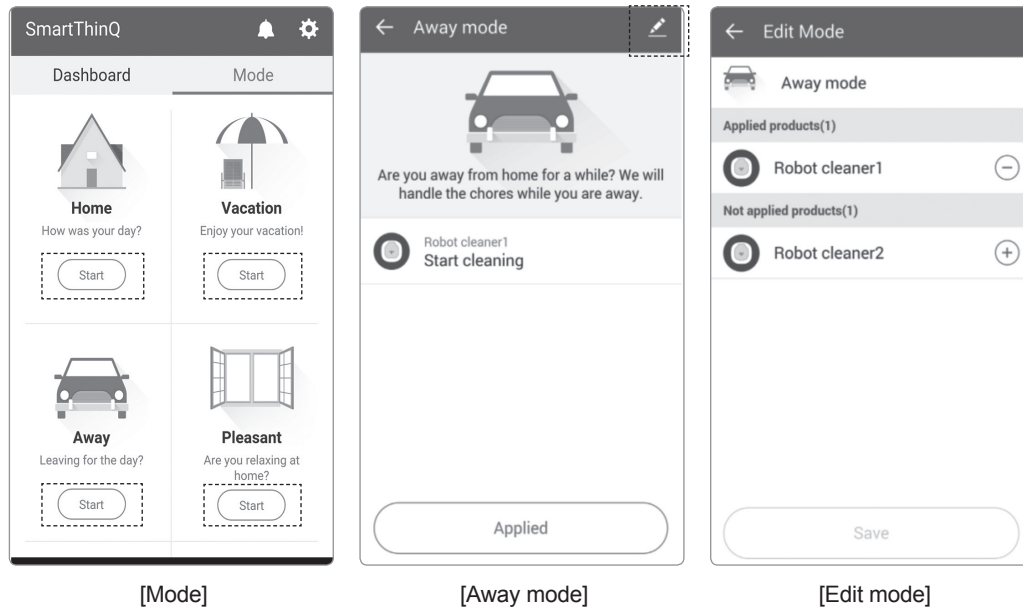 SmartThinQ
Dashboard
Mode
Home
How was your day?
Start
Vacation
Enjoy your vacation!
Start
Away
Leaving for the day?
Start
Pleasant
Are you relaxing at
home?
Start
[Mode]
Away mode
Are you away from home for a while? We will
handle the chores while you are away.
Robot cleaner1
Start cleaning
Applied
[Away mode]
Edit Mode
Away mode
Applied products(1)
Robot cleaner1
Not applied products(1)
Robot cleaner2
Save
[Edit mode]